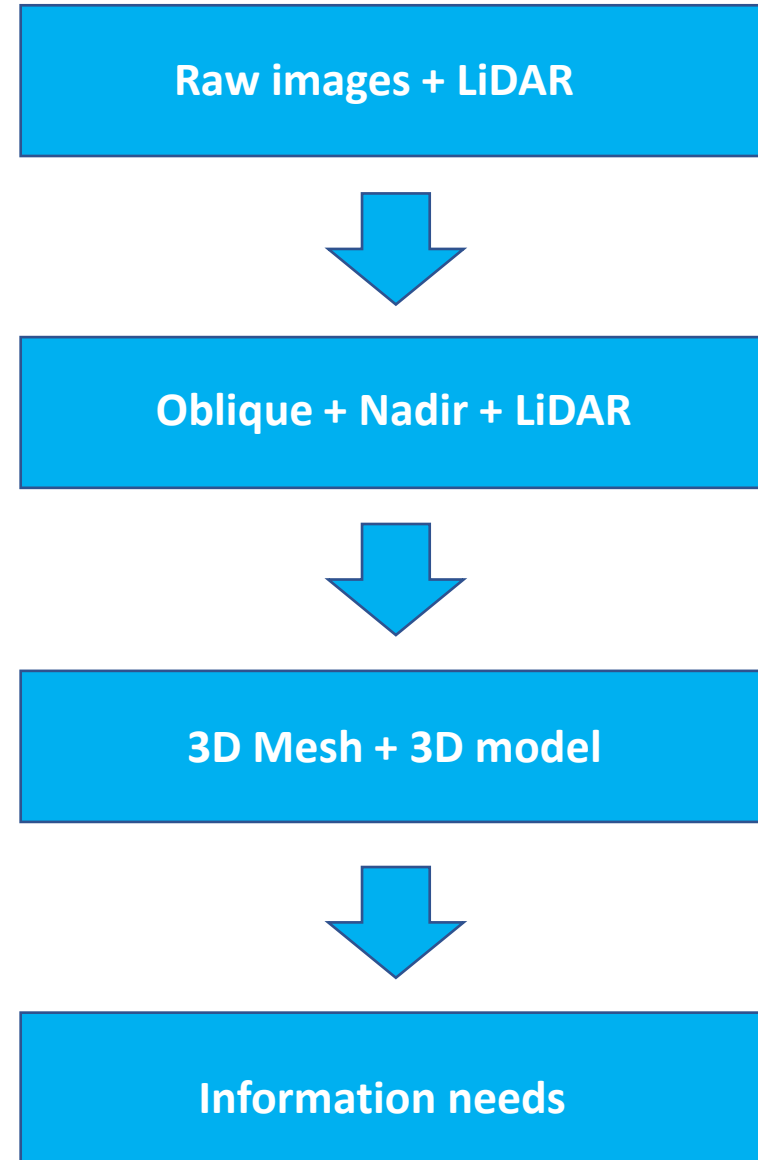 Raw images + LiDAR
Oblique + Nadir + LiDAR
3D Mesh + 3D model
Information needs